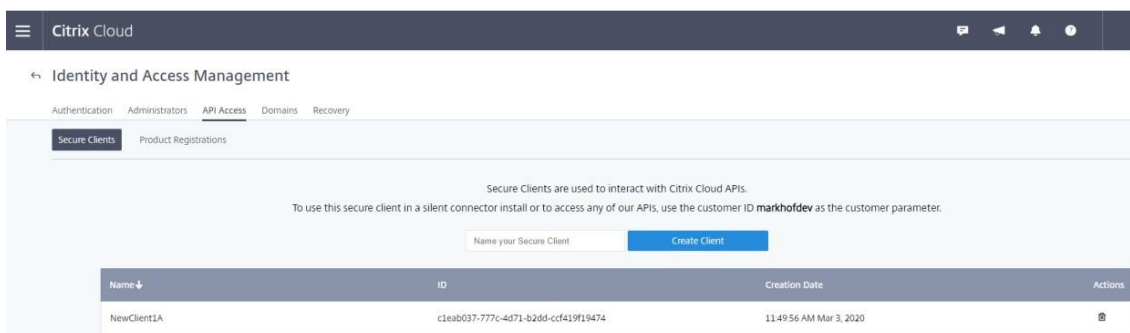 Citrix Cloud
Identity and Access Management
Authentication Administrators API Access Domains Recovery
Secure Clients Product Registrations
Secure Clients are used to interact with Citrix Cloud APIs.
To use this secure client in a silent connector install or to access any of our APIs, use the customer ID markhofdev as the customer parameter.
Name your Secure Client Create Client
Name ID Creation Date Actions
NewClient1A c1eab037-777c-4d71-b2dd-ccf419f19474 11:49:56 AM Mar 3, 2020